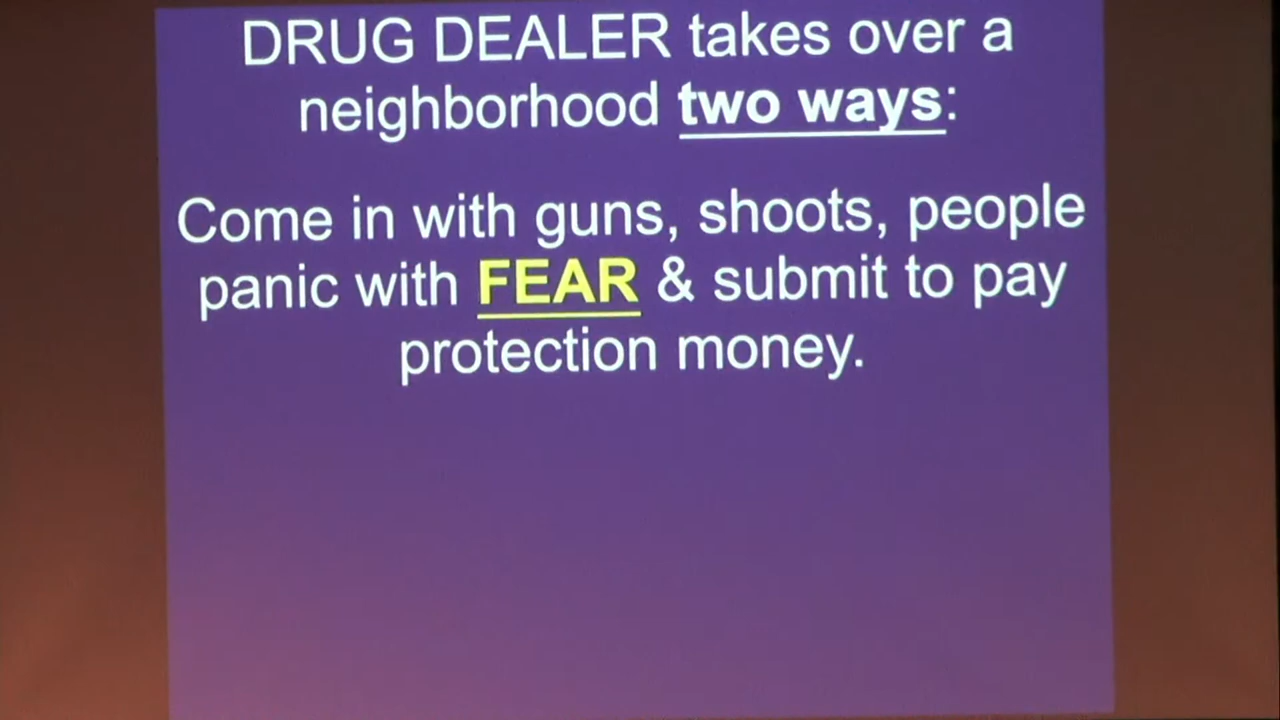 DRUG DEALER takes over a
neighborhood two ways:
Come in with guns, shoots, people
panic with FEAR & submit to pay
protection money.